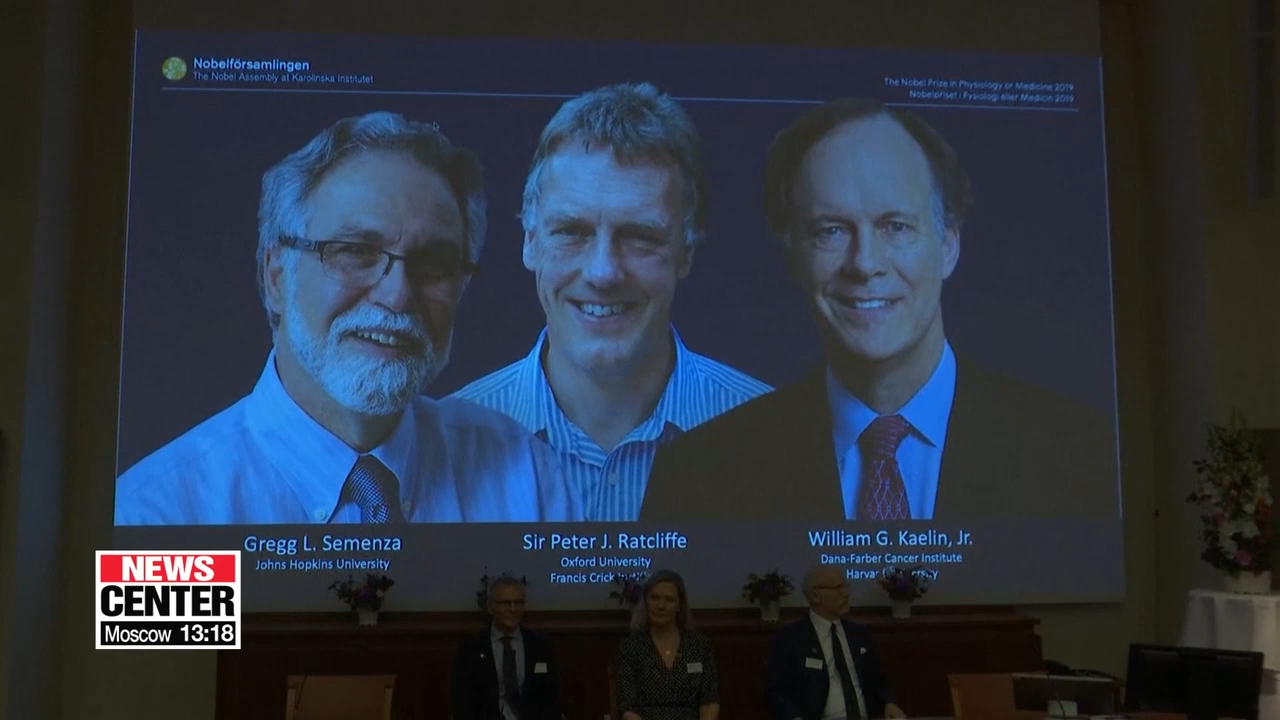 Nobelförsamlingen
The Nobel Assembly at Karolinska Institutet
The Nobel Prize in Physiology or Medicine 2019
Nobelpriset i Fysiologi eller Medicin 2019
Gregg L. Semenza
Johns Hopkins University
Sir Peter J. Ratcliffe
Oxford University
Francis Crick
William G. Kaelin, Jr.
Dana-Farber Cancer Institute
NEWS
CENTER
Moscow 13:18